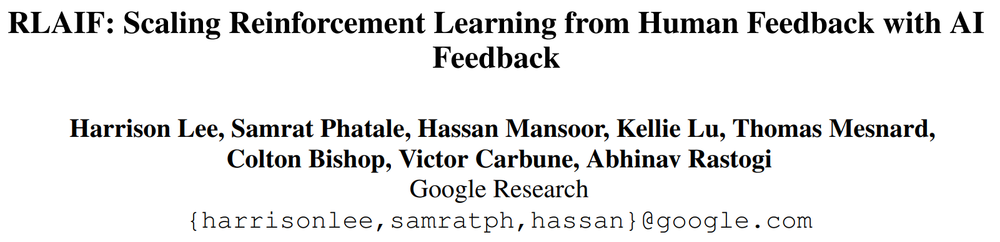 RLAIF: Scaling Reinforcement Learning from Human Feedback with AI
Feedback
Harrison Lee, Samrat Phatale, Hassan Mansoor, Kellie Lu, Thomas Mesnard,
Colton Bishop, Victor Carbune, Abhinav Rastogi
Google Research
{harrisonlee,samratph,hassan}@google.com